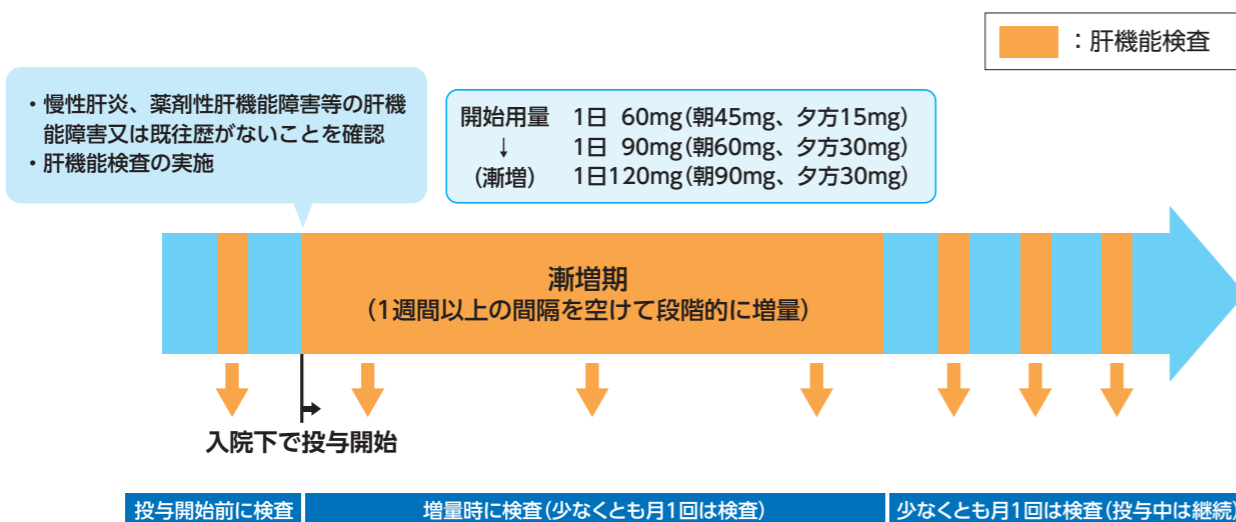 ：肝機能検査
・慢性肝炎、薬剤性肝機能障害等の肝機
能障害又は既往歴がないことを確認
・肝機能検査の実施
開始用量 1日 60mg(朝45mg、夕方15mg)
↓ 1日 90mg(朝60mg、夕方30mg)
(漸増) 1日120mg(朝90mg、夕方30mg)
漸増期
(1週間以上の間隔を空けて段階的に増量)
入院下で投与開始
投与開始前に検査
増量時に検査(少なくとも月1回は検査)
少なくとも月1回は検査(投与中は継続)